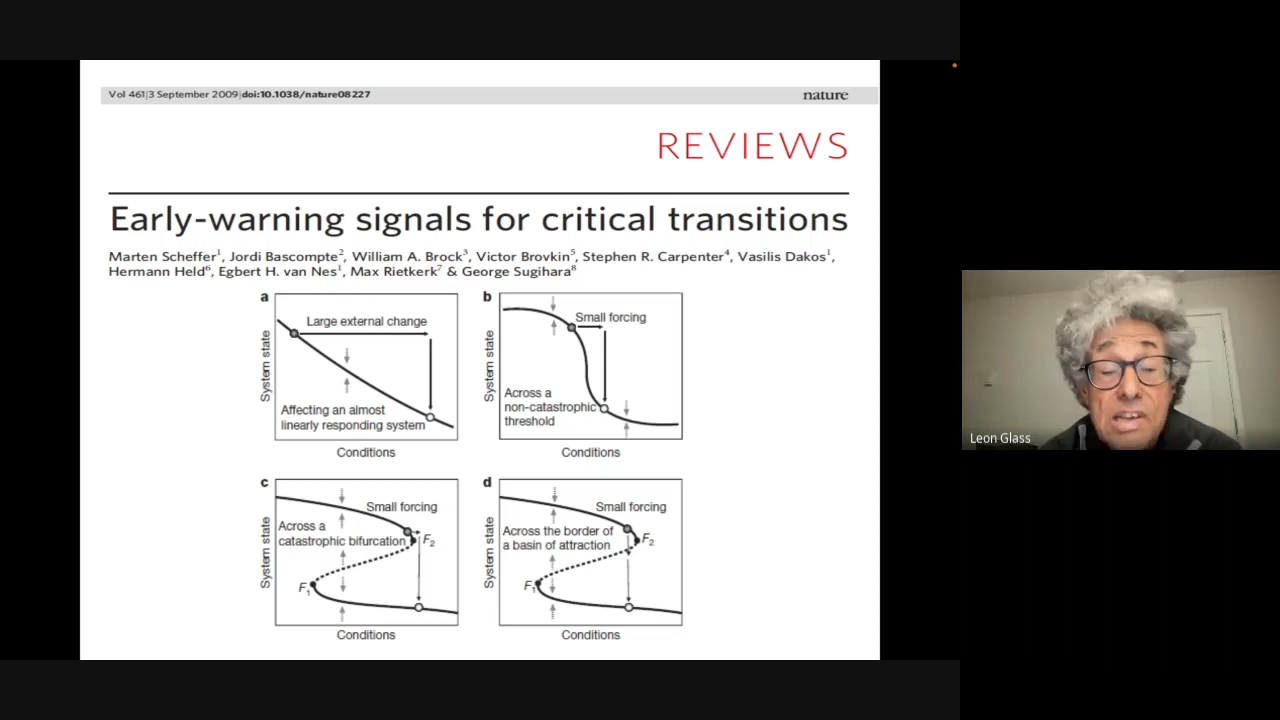 Vol 461|3 September 2009|doi:10.1038/nature08227
nature
REVIEWS
Early-warning signals for critical transitions
Marten Scheffer¹, Jordi Bascompte², William A. Brock³, Victor Brovkin⁵, Stephen R. Carpenter⁴, Vasilis Dakos¹,
Hermann Held⁶, Egbert H. van Nes¹, Max Rietkerk⁷ & George Sugihara⁸
a
Large external change
System state
Affecting an almost
linearly responding system
Conditions
b
Small forcing
System state
Across a
non-catastrophic
threshold
Conditions
c
Small forcing
System state
Across a
catastrophic bifurcation
F₂
F₁
Conditions
d
Small forcing
System state
Across the border of
a basin of attraction
F₂
F₁
Conditions
Leon Glass